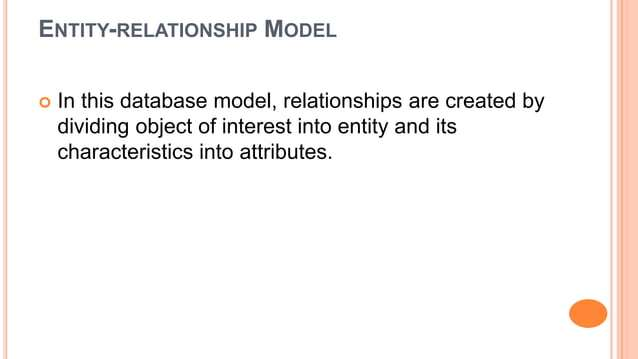 ENTITY-RELATIONSHIP MODEL
In this database model, relationships are created by
dividing object of interest into entity and its
characteristics into attributes.